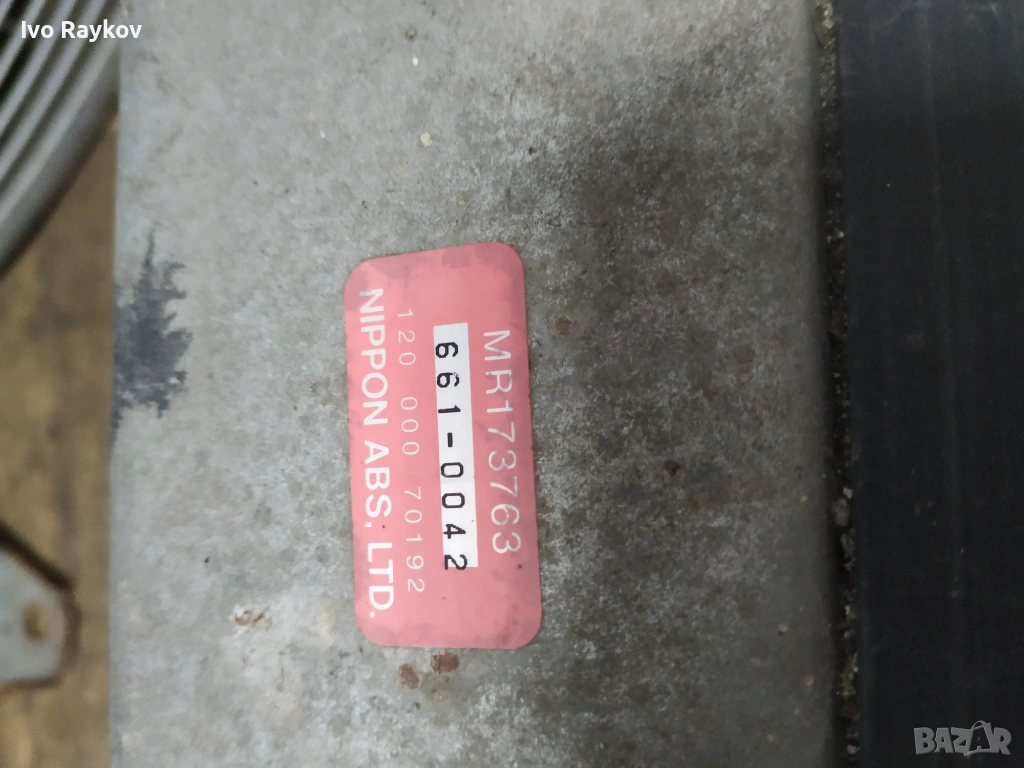 Ivo Raykov
MR173763
661-0042
120 000 70192
NIPPON ABS, LTD.
BAZAR